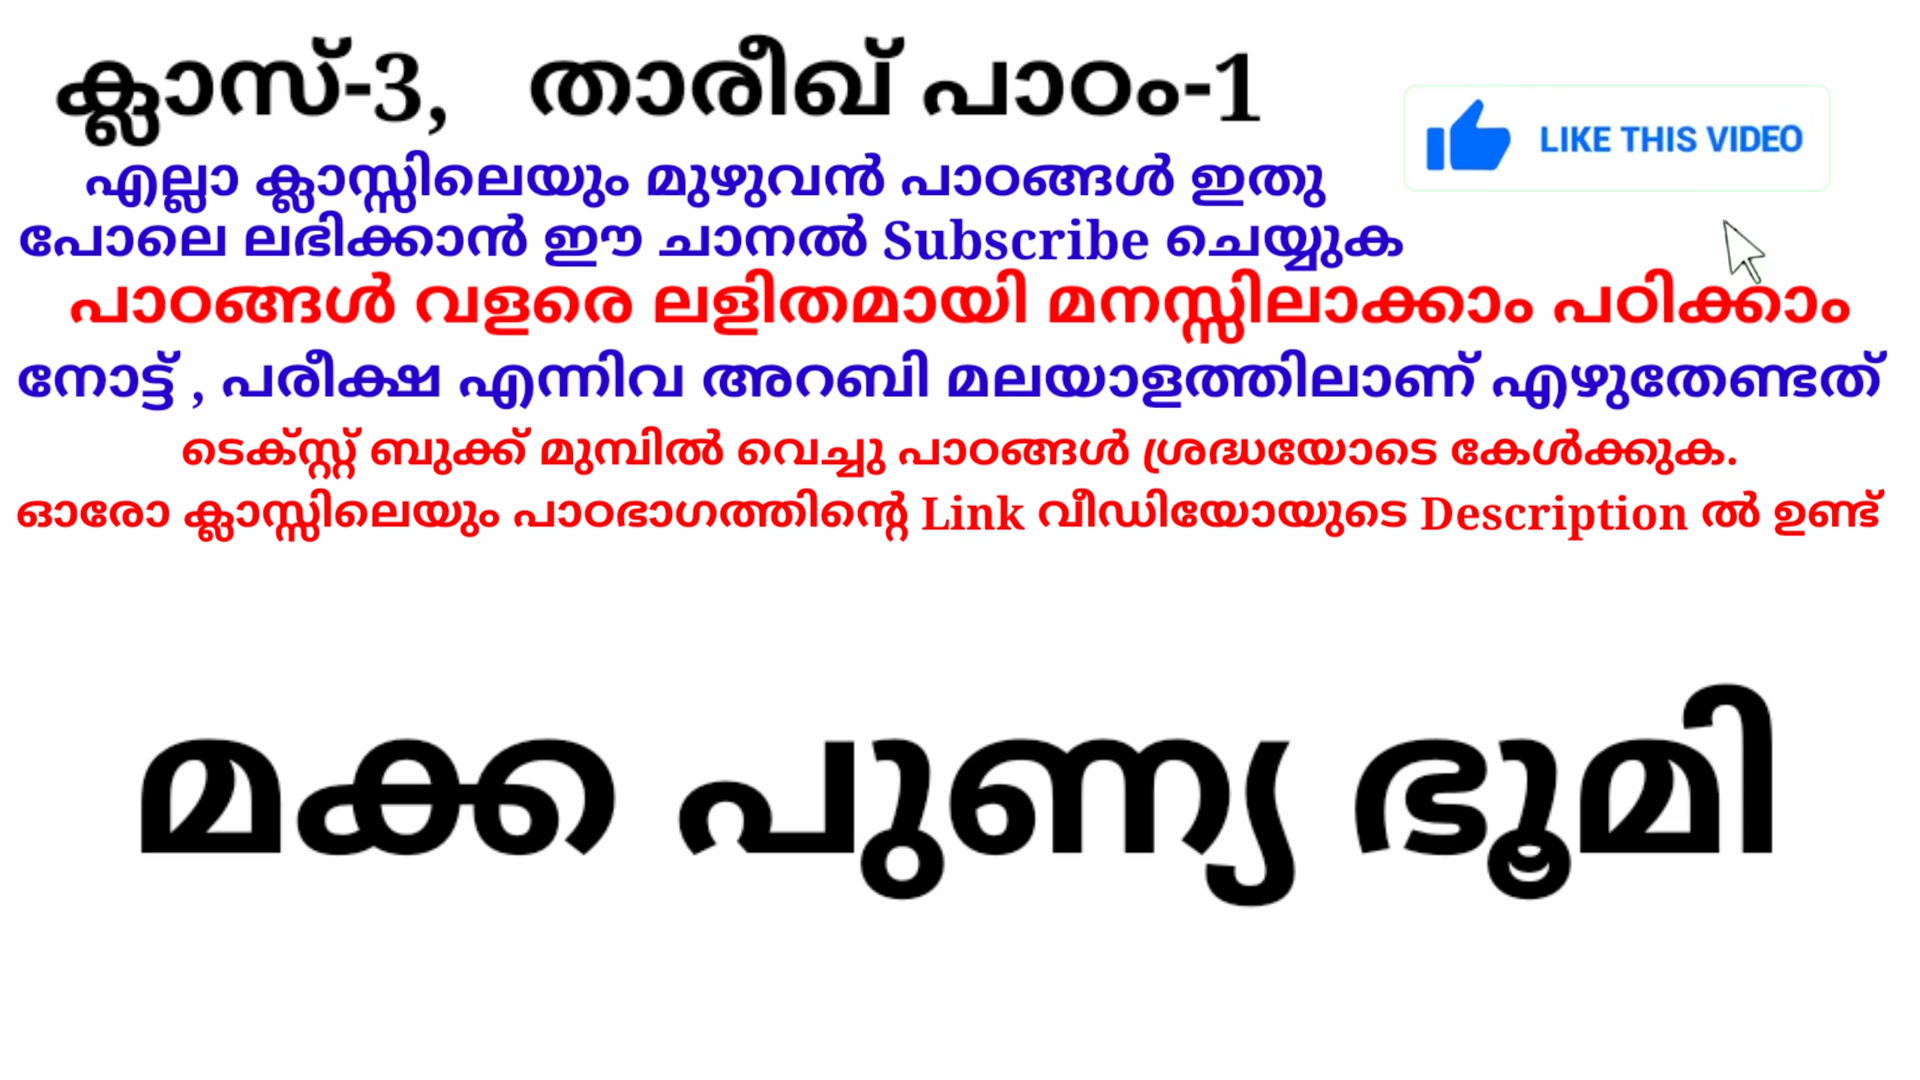 ക്ലാസ്-3, താരീഖ് പാഠം-1
LIKE THIS VIDEO
എല്ലാ ക്ലാസ്സിലെയും മുഴുവൻ പാഠങ്ങൾ ഇതു
പോലെ ലഭിക്കാൻ ഈ ചാനൽ Subscribe ചെയ്യുക
പാഠങ്ങൾ വളരെ ലളിതമായി മനസ്സിലാക്കാം പഠിക്കാം
നോട്ട് , പരീക്ഷ എന്നിവ അറബി മലയാളത്തിലാണ് എഴുതേണ്ടത്
ടെക്സ്റ്റ് ബുക്ക് മുമ്പിൽ വെച്ചു പാഠങ്ങൾ ശ്രദ്ധയോടെ കേൾക്കുക.
ഓരോ ക്ലാസ്സിലെയും പാഠഭാഗത്തിന്റെ Link വീഡിയോയുടെ Description ൽ ഉണ്ട്
മക്ക പുണ്യ ഭൂമി